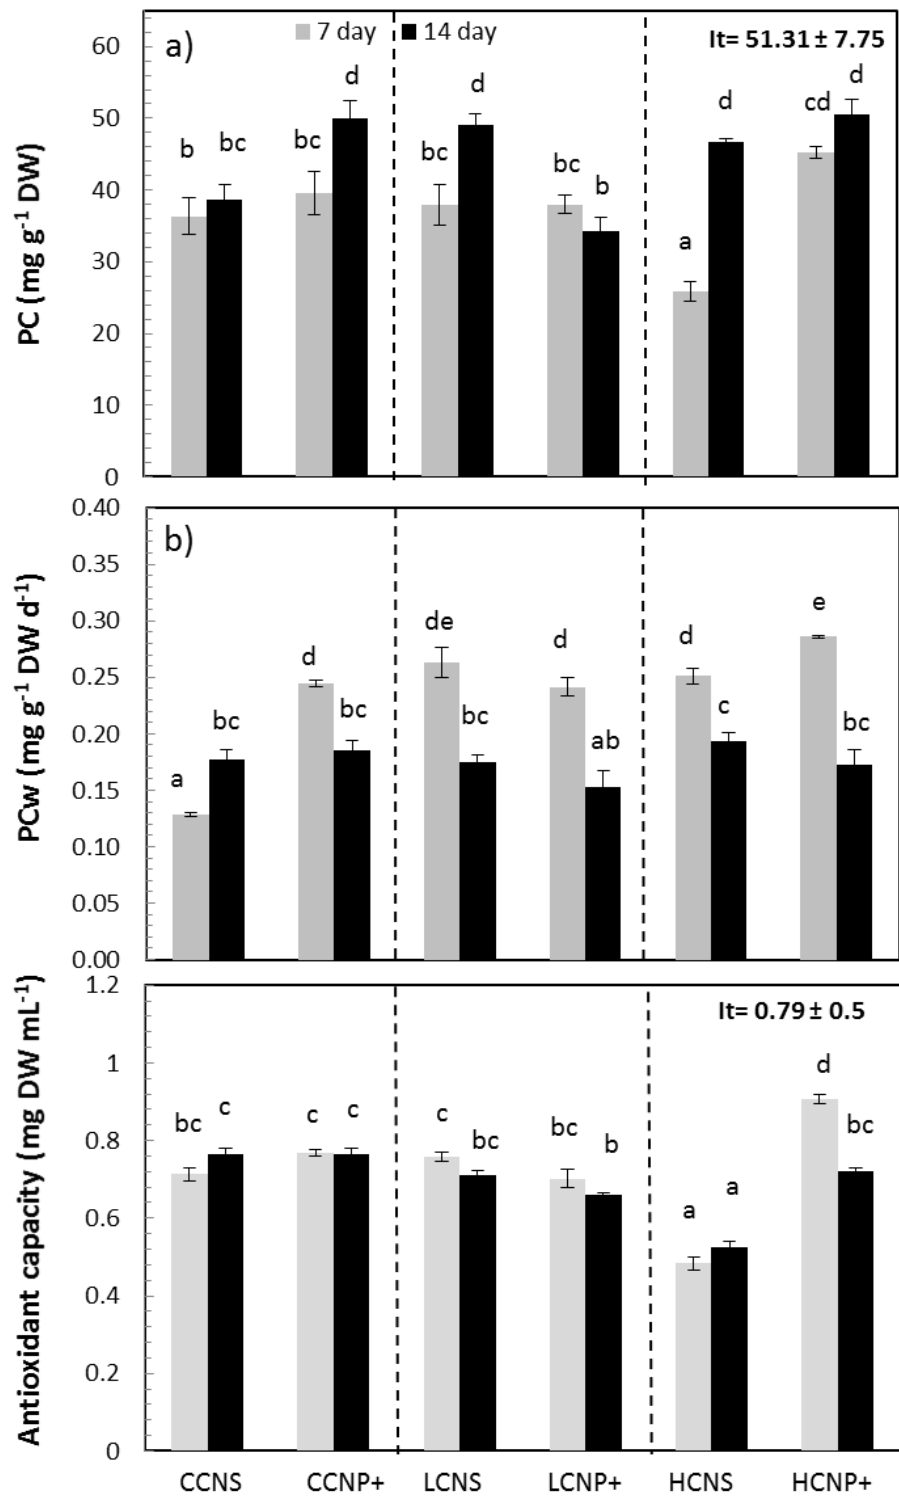 a)
7 day
14 day
It= 51.31 ± 7.75
PC (mg g⁻¹ DW)
60
50
40
30
20
10
0
b bc bc d bc d bc b a d cd d
b)
PCw (mg g⁻¹ DW d⁻¹)
0.40
0.35
0.30
0.25
0.20
0.15
0.10
0.05
0.00
a bc d bc de bc d ab d c e bc
It= 0.79 ± 0.5
Antioxidant capacity (mg DW mL⁻¹)
1.2
1
0.8
0.6
0.4
0.2
0
bc c c c c bc bc b a a d bc
CCNS CCNP+ LCNS LCNP+ HCNS HCNP+